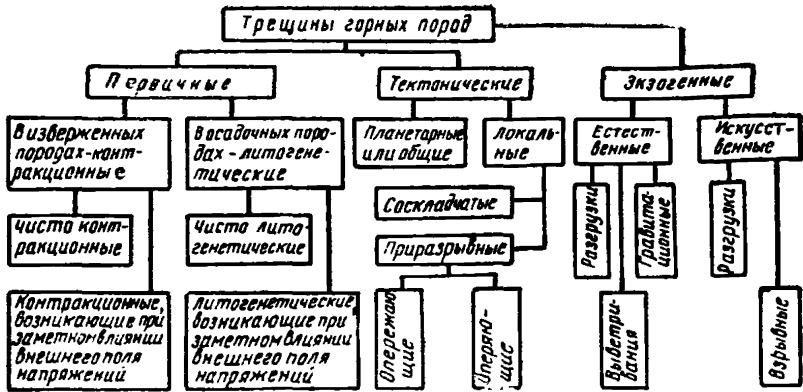 Трещины горных пород
Первичные
Тектонические
Экзогенные
В изверженных
породах-конт-
ракционные
В осадочных поро-
дах - литогене-
тические
Планетарные
или общие
Локаль-
ные
Естест-
венные
Искусст-
венные
Чисто конт-
ракционные
Чисто лито-
генетические
Соскладчатые
Приразрывные
Разгрузки
Гравита-
ционные
Разгрузки
Контракционные,
возникающие при
заметном влиянии
внешнего поля
напряжений
Литогенетические,
возникающие при
заметном влиянии
внешнего поля
напряжений
Опережаю-
щие
Оперяю-
щие
Выветри-
вания
Взрывные